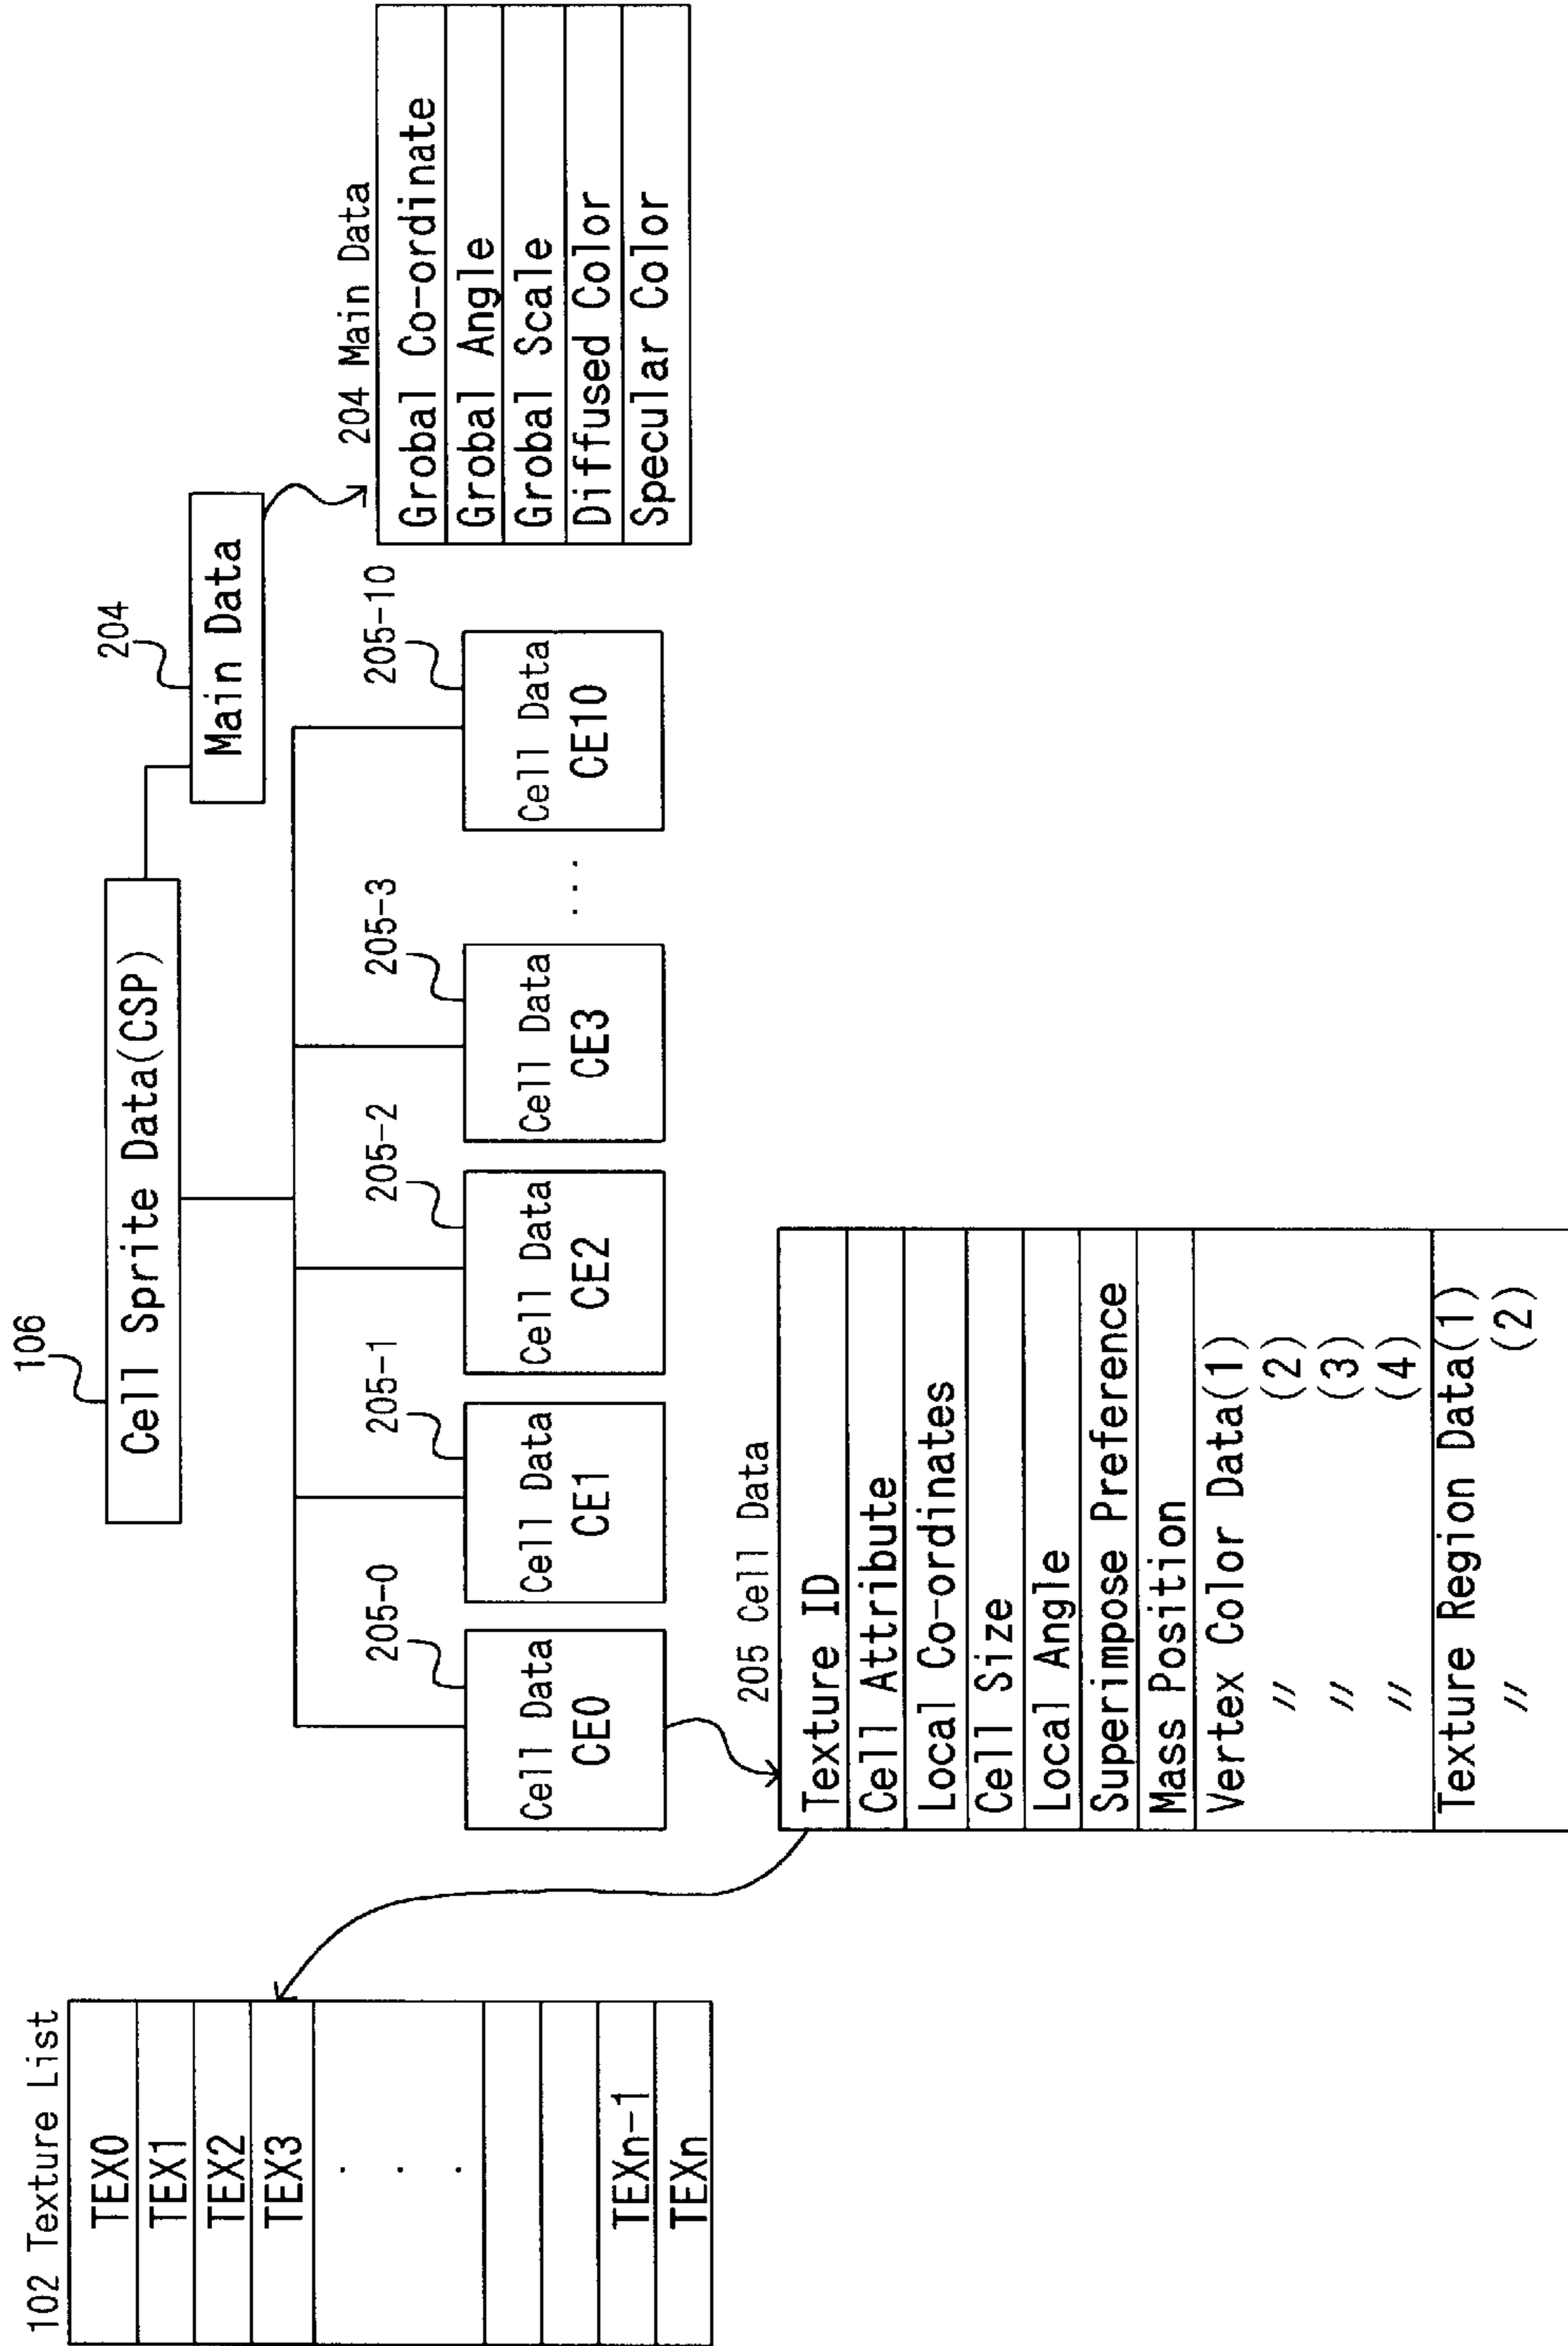 106
Cell Sprite Data(CSP)
204
Main Data
204 Main Data
Grobal Co-ordinate
Grobal Angle
Grobal Scale
Diffused Color
Specular Color
205-0
Cell Data
CE0
205-1
Cell Data
CE1
205-2
Cell Data
CE2
205-3
Cell Data
CE3
. . .
205-10
Cell Data
CE10
102 Texture List
TEX0
TEX1
TEX2
TEX3
. . .
TEXn-1
TEXn
205 Cell Data
Texture ID
Cell Attribute
Local Co-ordinates
Cell Size
Local Angle
Superimpose Preference
Mass Position
Vertex Color Data(1)
〃 (2)
〃 (3)
〃 (4)
Texture Region Data(1)
〃 (2)